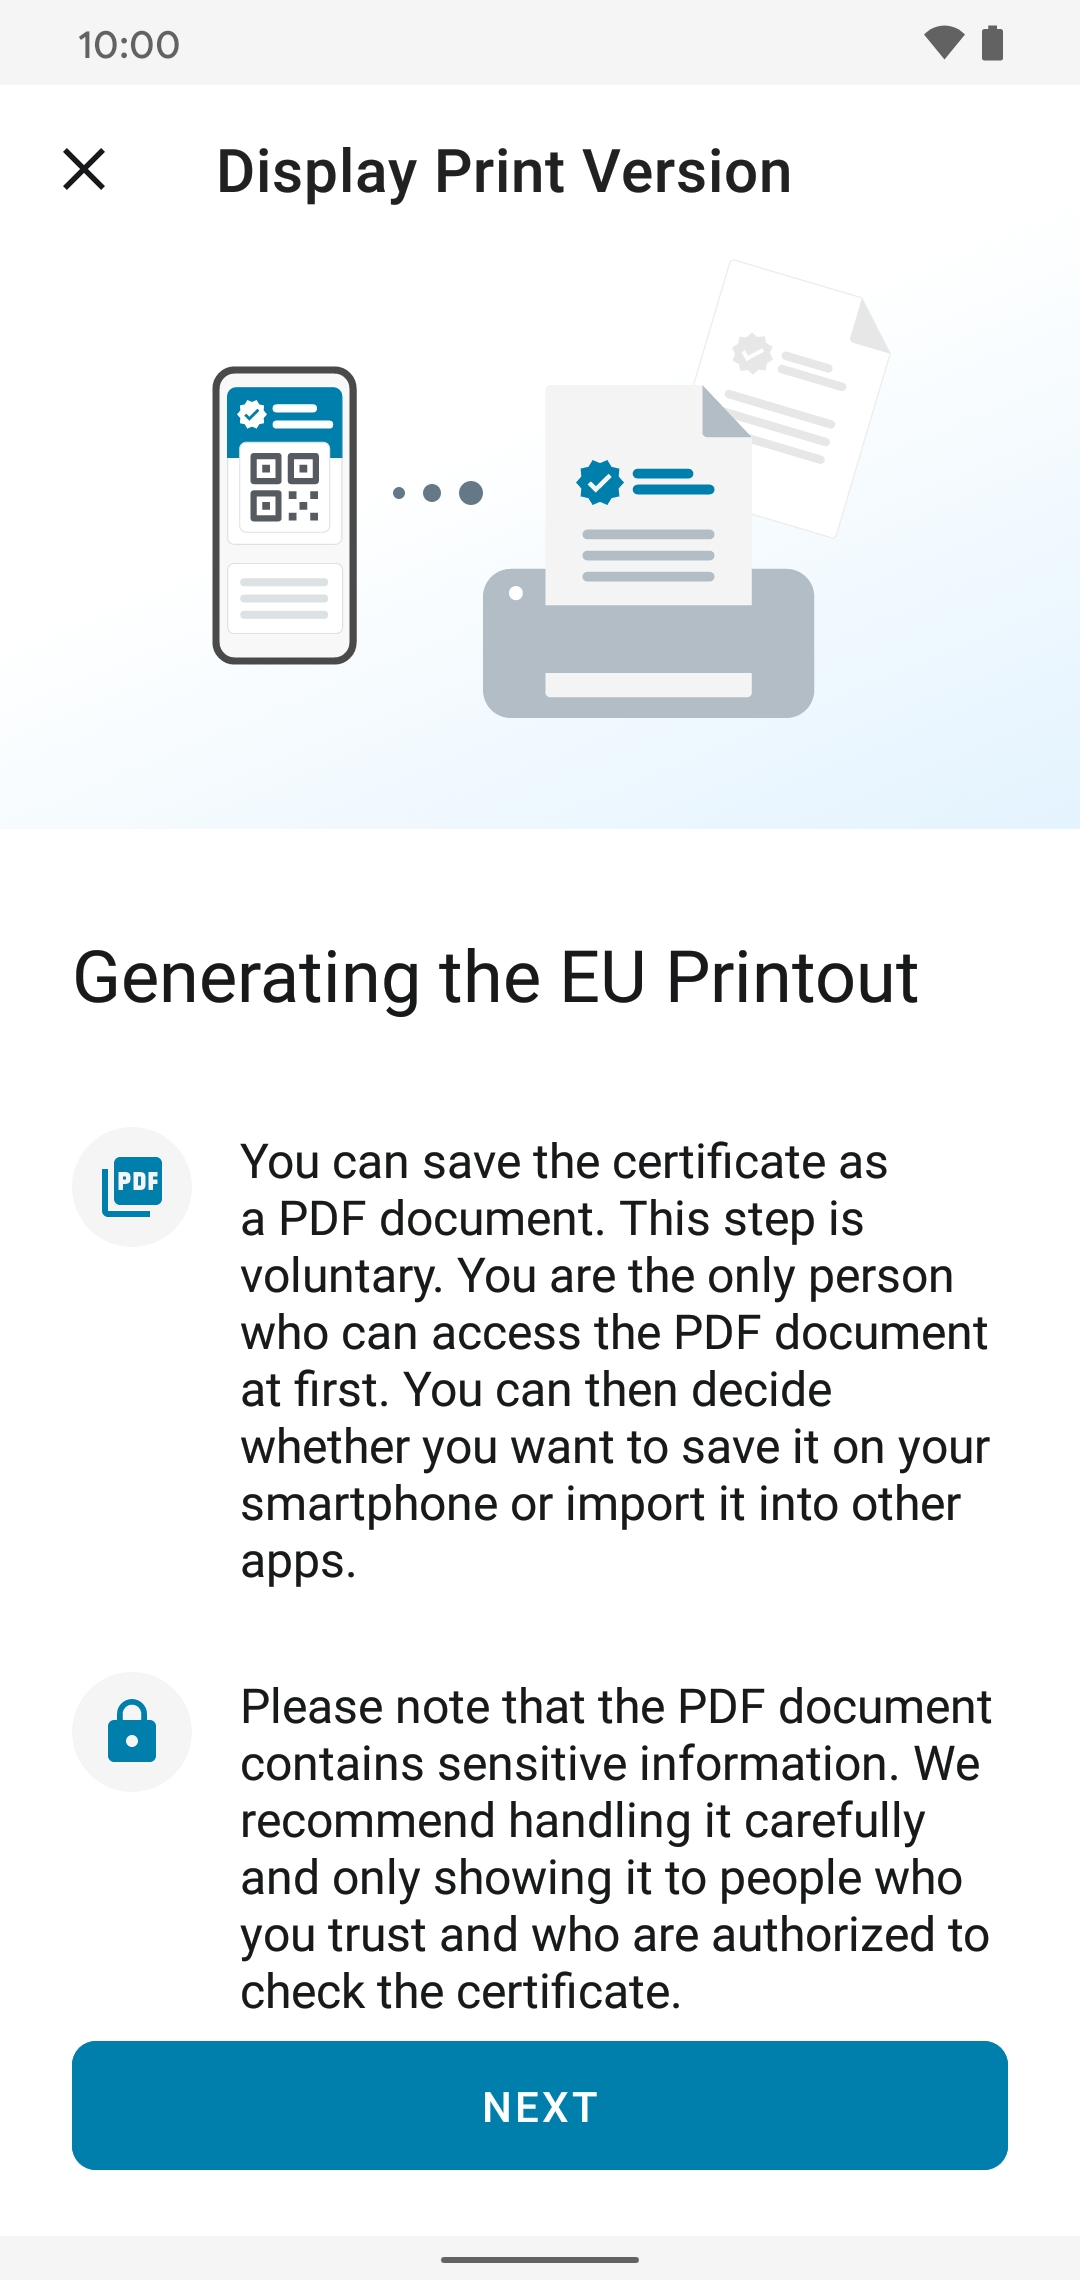 10:00
Display Print Version
Generating the EU Printout
PDF
You can save the certificate as
a PDF document. This step is
voluntary. You are the only person
who can access the PDF document
at first. You can then decide
whether you want to save it on your
smartphone or import it into other
apps.
Please note that the PDF document
contains sensitive information. We
recommend handling it carefully
and only showing it to people who
you trust and who are authorized to
check the certificate.
NEXT